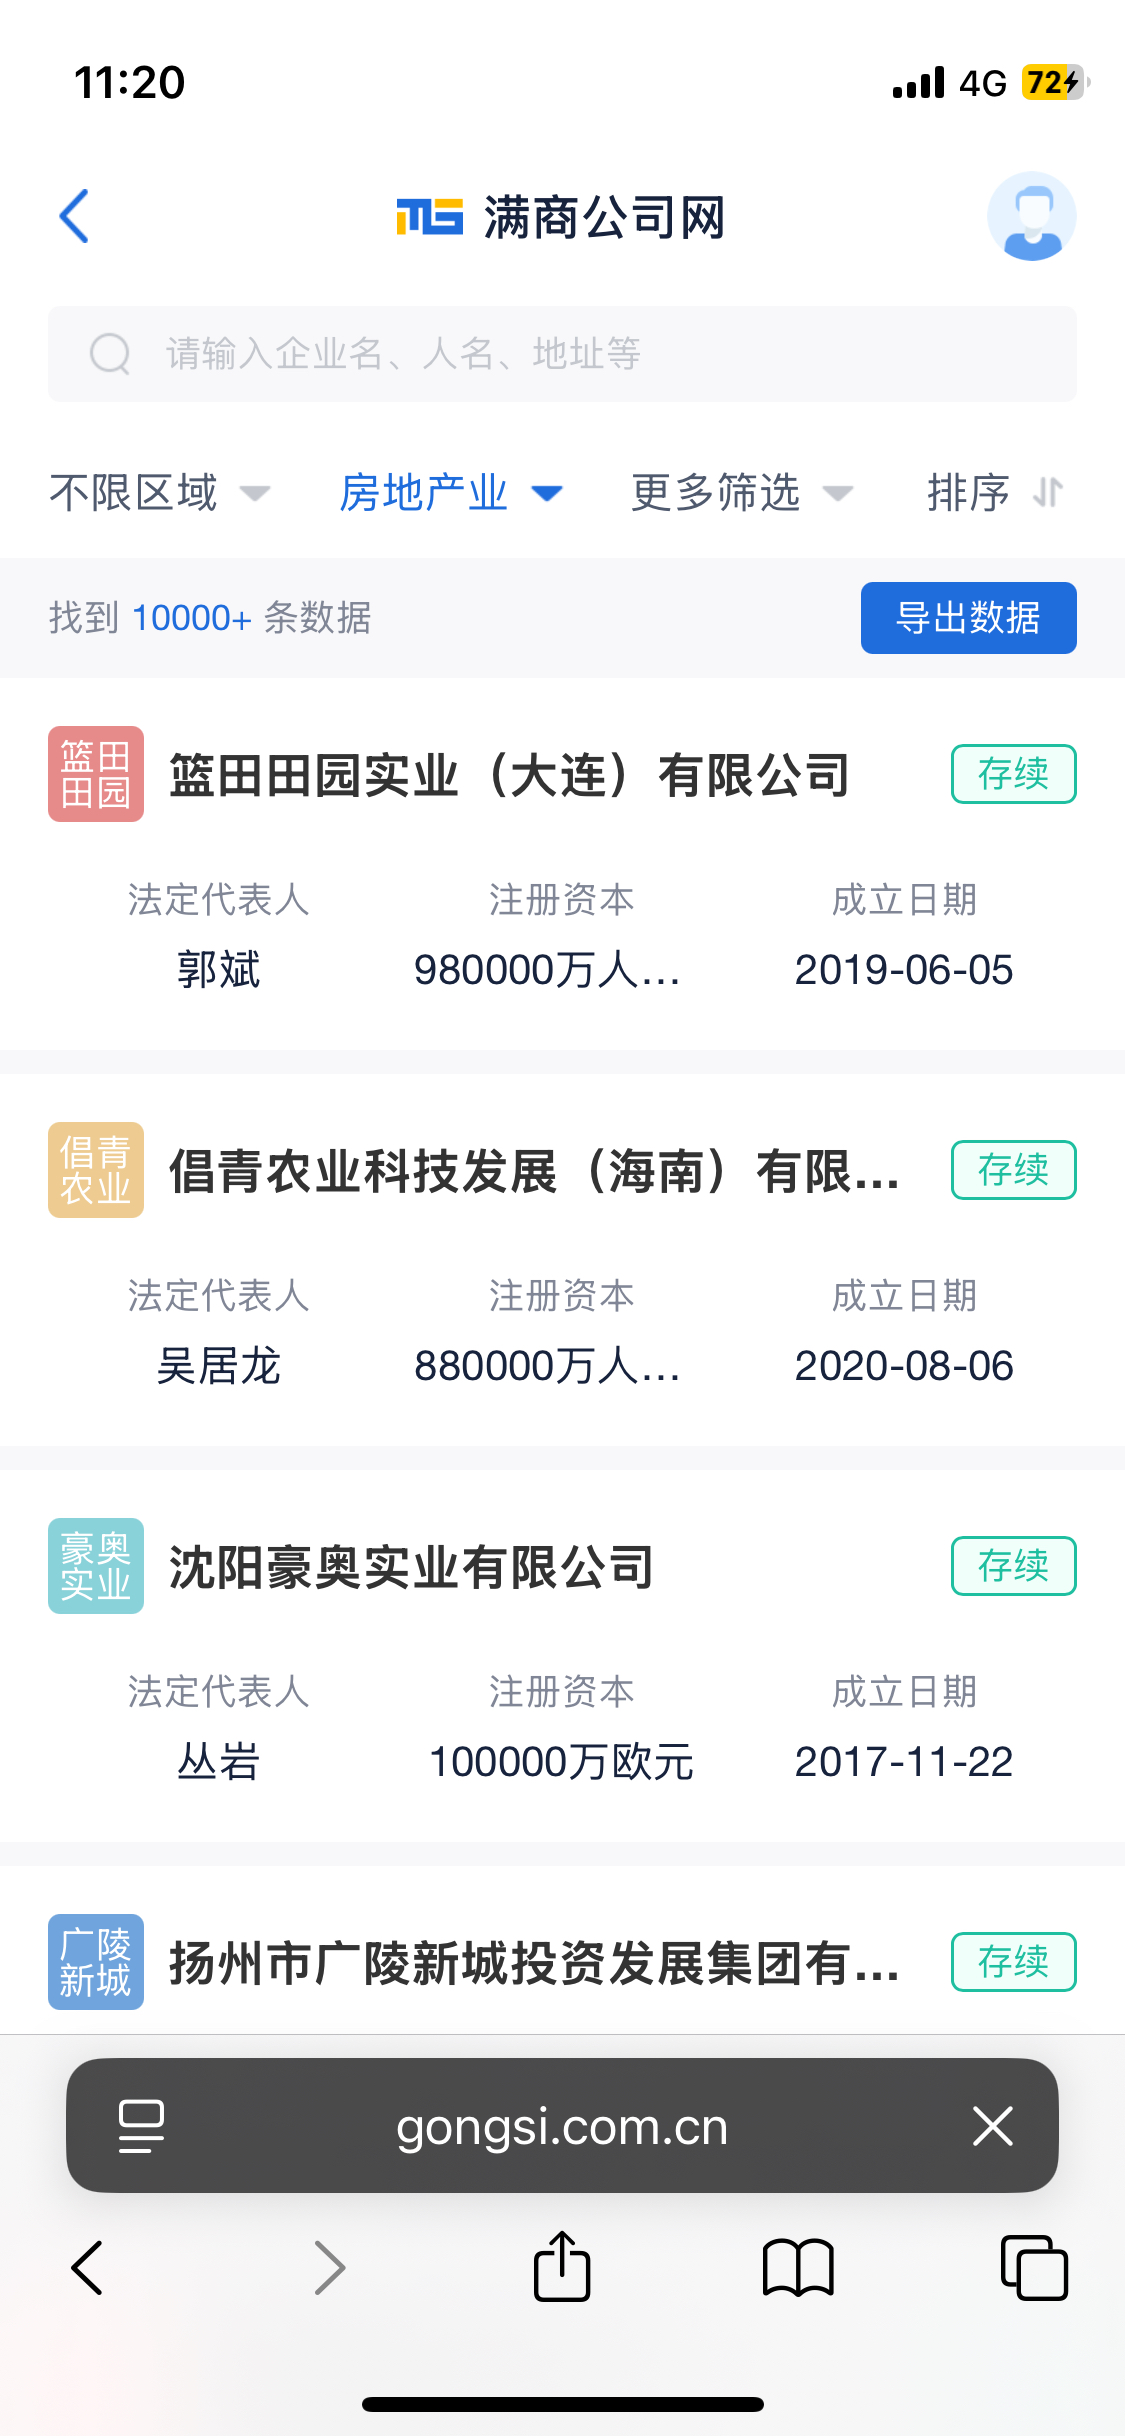 11:20 4G 72
满商公司网
请输入企业名、人名、地址等
不限区域 房地产业 更多筛选 排序
找到 10000+ 条数据 导出数据
篮田
田园
篮田田园实业（大连）有限公司 存续
法定代表人 注册资本 成立日期
郭斌 980000万人... 2019-06-05
倡青
农业
倡青农业科技发展（海南）有限... 存续
法定代表人 注册资本 成立日期
吴居龙 880000万人... 2020-08-06
豪奥
实业
沈阳豪奥实业有限公司 存续
法定代表人 注册资本 成立日期
丛岩 100000万欧元 2017-11-22
广陵
新城
扬州市广陵新城投资发展集团有... 存续
gongsi.com.cn